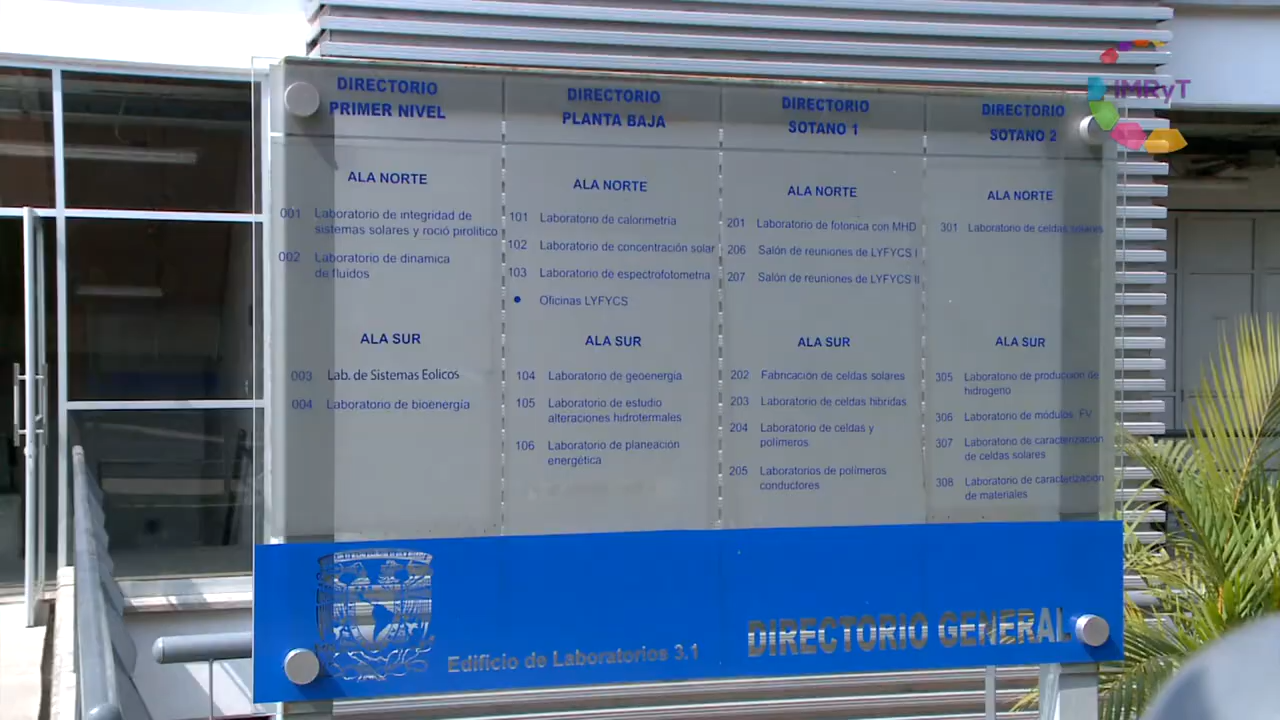 IMRyT
DIRECTORIO
PRIMER NIVEL
ALA NORTE
001 Laboratorio de integridad de
sistemas solares y roció pirolitico
002 Laboratorio de dinamica
de fluidos
ALA SUR
003 Lab. de Sistemas Eolicos
004 Laboratorio de bioenergia
DIRECTORIO
PLANTA BAJA
ALA NORTE
101 Laboratorio de calorimetria
102 Laboratorio de concentración solar
103 Laboratorio de espectrofotometria
• Oficinas LYFYCS
ALA SUR
104 Laboratorio de geoenergia
105 Laboratorio de estudio
alteraciones hidrotermales
106 Laboratorio de planeación
energética
DIRECTORIO
SOTANO 1
ALA NORTE
201 Laboratorio de fotonica con MHD
206 Salón de reuniones de LYFYCS I
207 Salón de reuniones de LYFYCS II
ALA SUR
202 Fabricación de celdas solares
203 Laboratorio de celdas hibridas
204 Laboratorio de celdas y
polimeros
205 Laboratorios de polimeros
conductores
DIRECTORIO
SOTANO 2
ALA NORTE
301 Laboratorio de celdas solares
ALA SUR
305 Laboratorio de produccion de
hidrogeno
306 Laboratorio de módulos FV
307 Laboratorio de caracterizacion
de celdas solares
308 Laboratorio de caracterizacion
de materiales
Edificio de Laboratorios 3.1
DIRECTORIO GENERAL